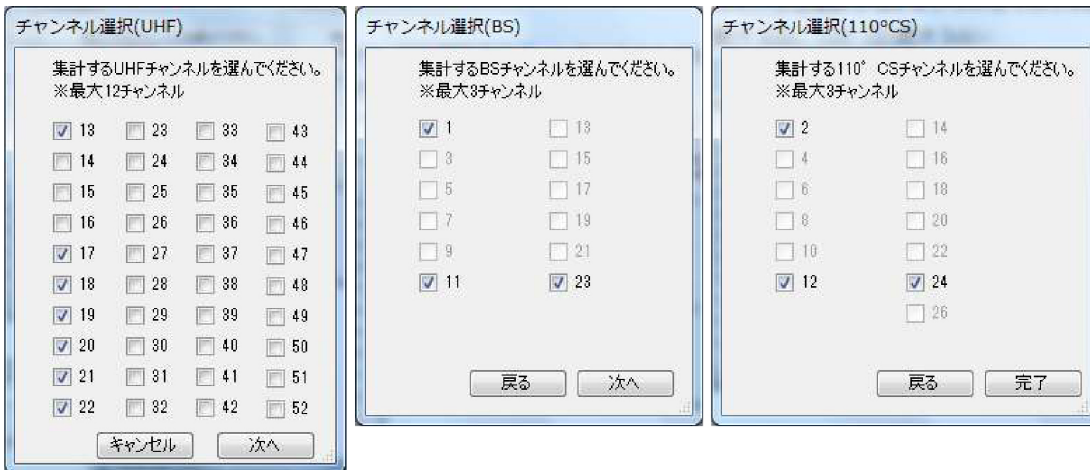 チャンネル選択(UHF)
集計するUHFチャンネルを選んでください。
※最大12チャンネル
13 23 33 43
14 24 34 44
15 25 35 45
16 26 36 46
17 27 37 47
18 28 38 48
19 29 39 49
20 30 40 50
21 31 41 51
22 32 42 52
キャンセル 次へ
チャンネル選択(BS)
集計するBSチャンネルを選んでください。
※最大3チャンネル
1 13
3 15
5 17
7 19
9 21
11 23
戻る 次へ
チャンネル選択(110°CS)
集計する110° CSチャンネルを選んでください。
※最大3チャンネル
2 14
4 16
6 18
8 20
10 22
12 24
26
戻る 完了